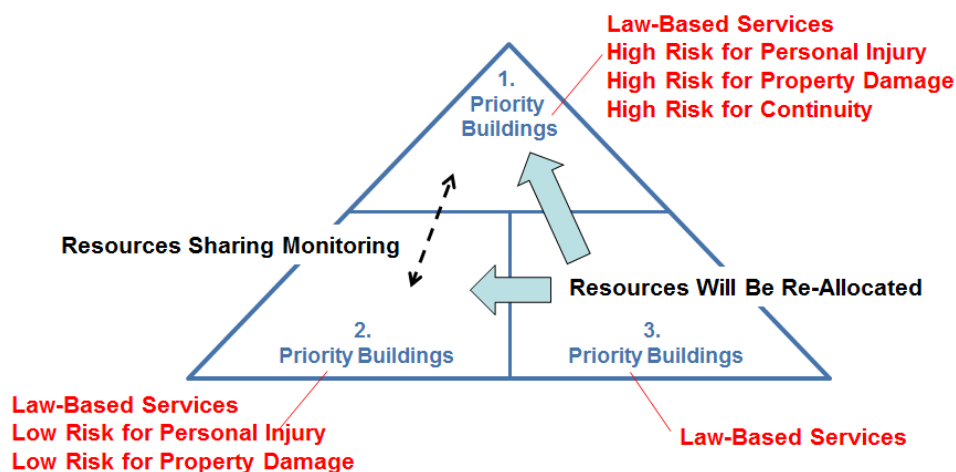 Law-Based Services
High Risk for Personal Injury
High Risk for Property Damage
High Risk for Continuity
1.
Priority
Buildings
Resources Sharing Monitoring
Resources Will Be Re-Allocated
2.
Priority Buildings
3.
Priority Buildings
Law-Based Services
Low Risk for Personal Injury
Low Risk for Property Damage
Law-Based Services